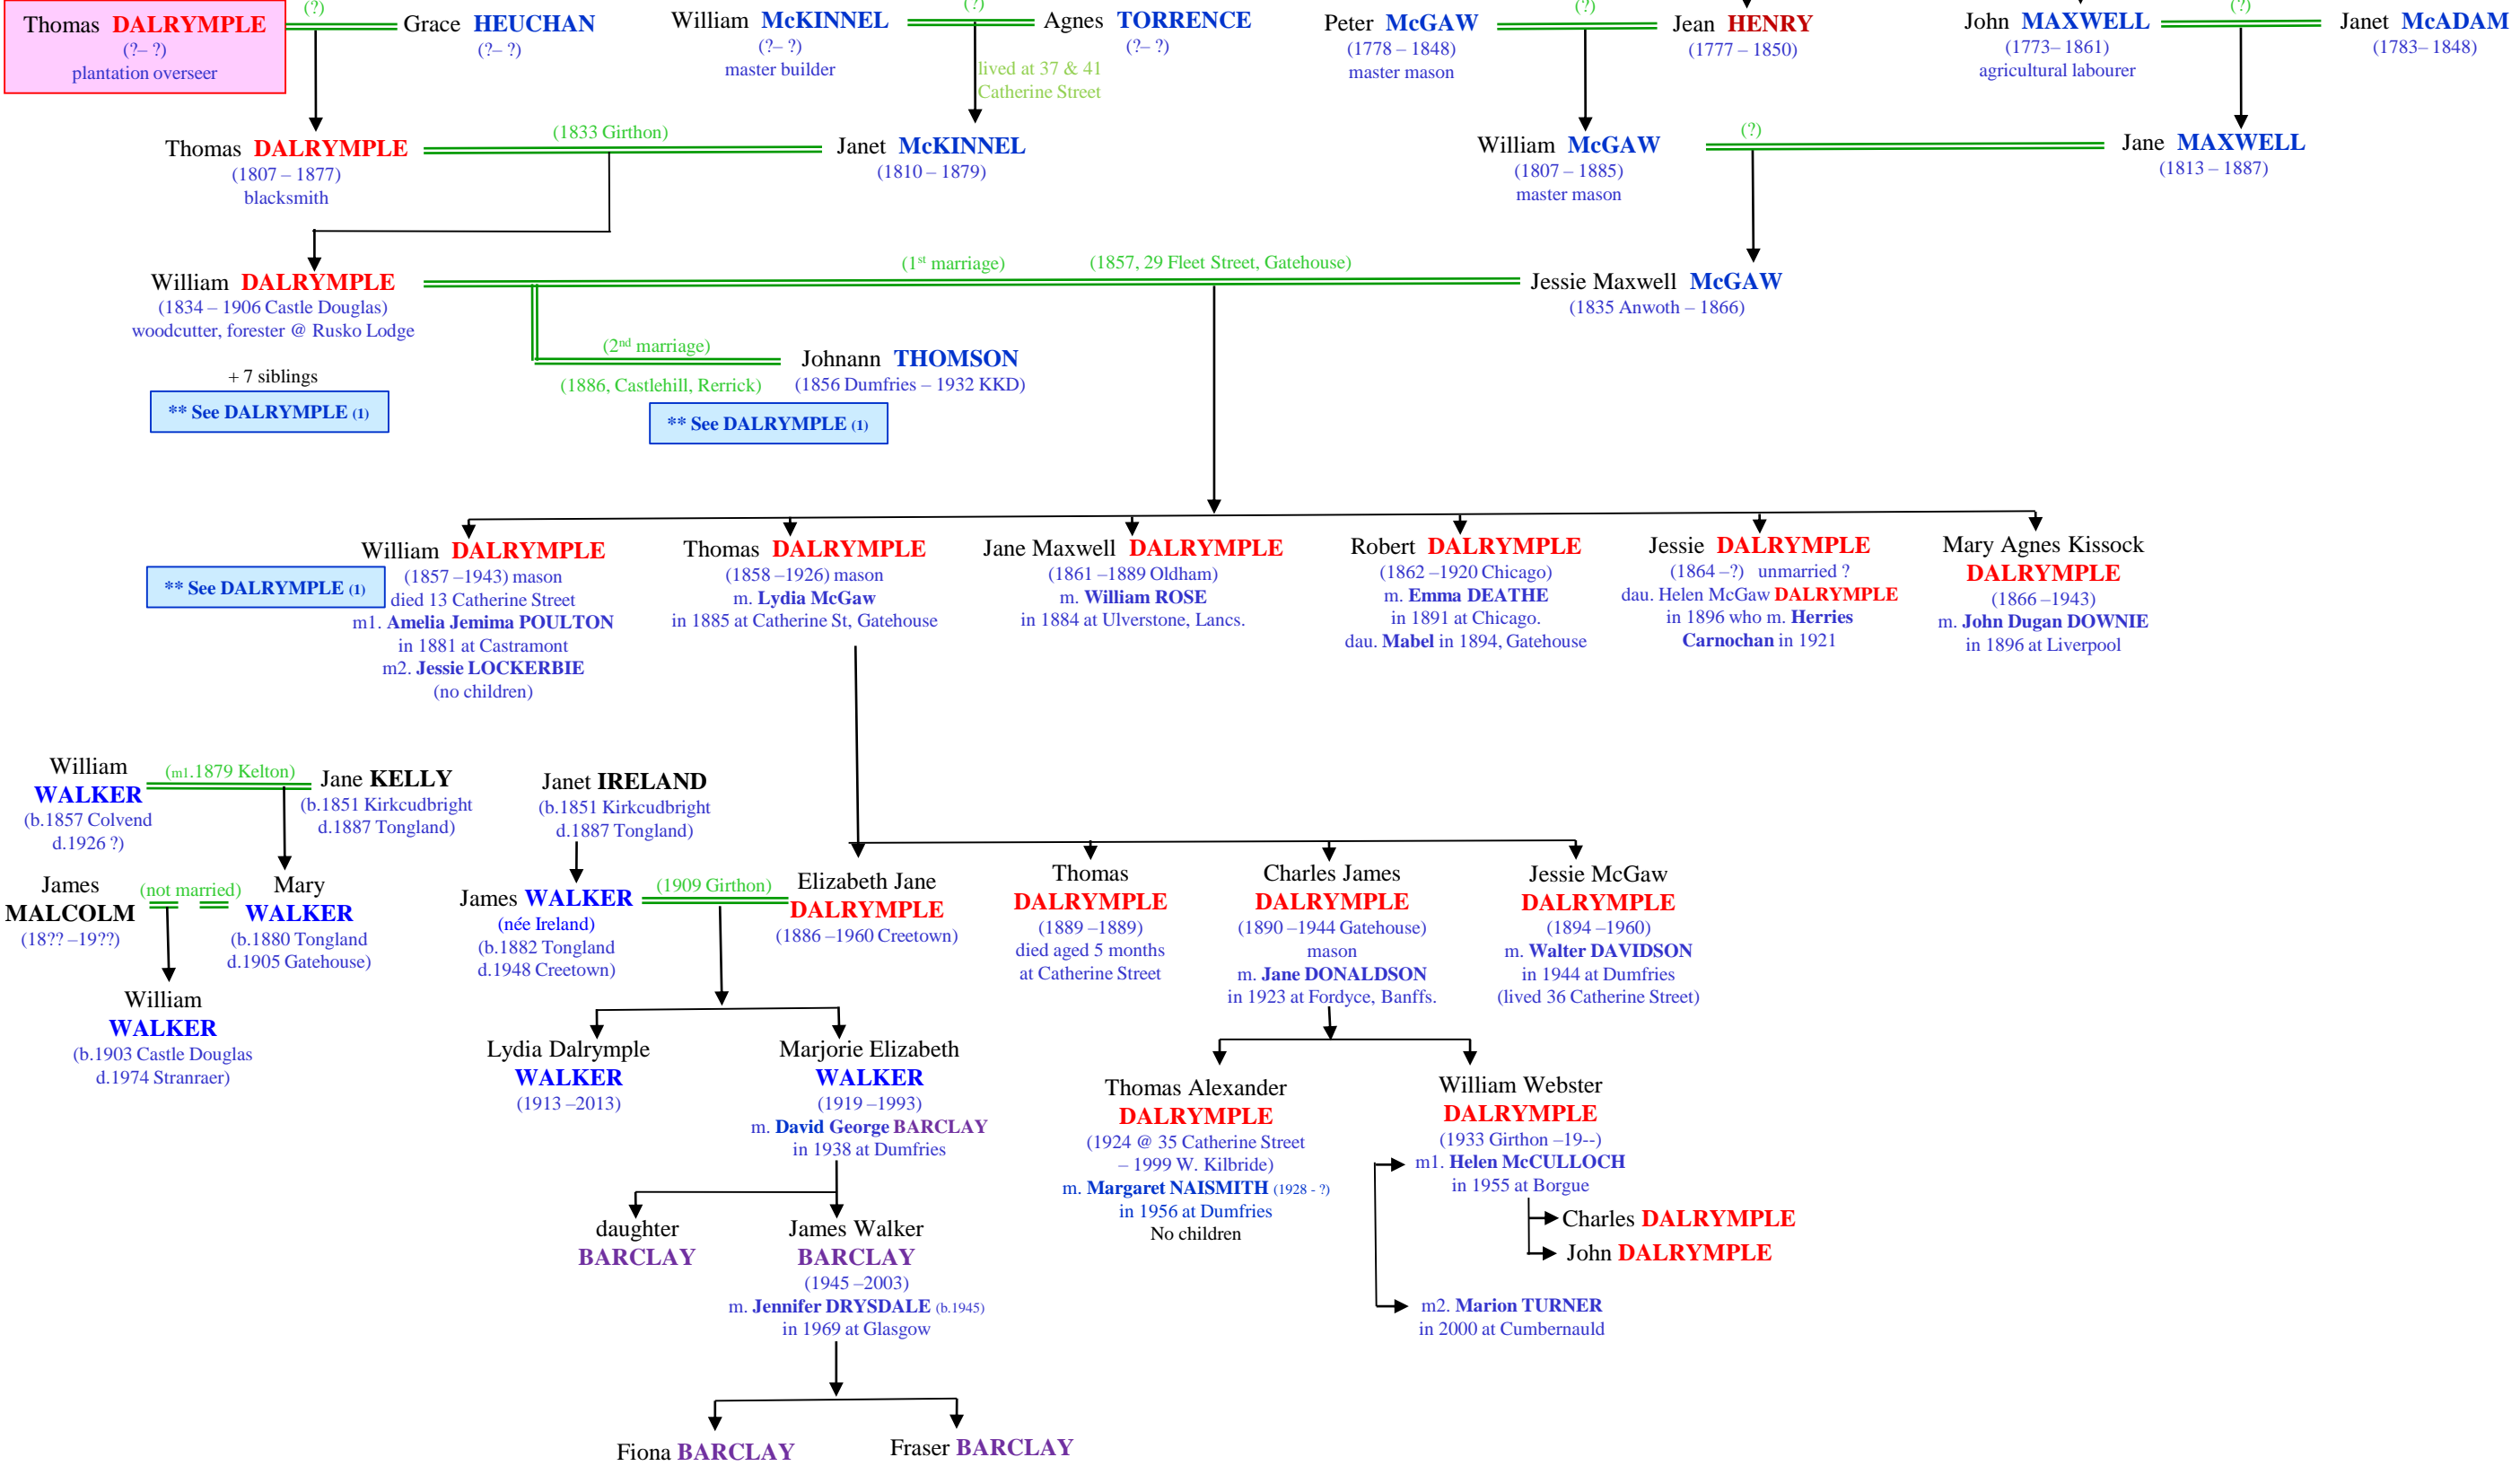 (?)
Thomas DALRYMPLE
(?– ?)
plantation overseer
Grace HEUCHAN
(?– ?)
William McKINNEL
(?– ?)
master builder
(?)
Agnes TORRENCE
(?– ?)
lived at 37 & 41
Catherine Street
Peter McGAW
(1778 – 1848)
master mason
(?)
Jean HENRY
(1777 – 1850)
John MAXWELL
(1773– 1861)
agricultural labourer
(?)
Janet McADAM
(1783– 1848)
Thomas DALRYMPLE
(1807 – 1877)
blacksmith
(1833 Girthon)
Janet McKINNEL
(1810 – 1879)
William McGAW
(1807 – 1885)
master mason
(?)
Jane MAXWELL
(1813 – 1887)
William DALRYMPLE
(1834 – 1906 Castle Douglas)
woodcutter, forester @ Rusko Lodge
+ 7 siblings
** See DALRYMPLE (1)
(1st marriage)
(1857, 29 Fleet Street, Gatehouse)
Jessie Maxwell McGAW
(1835 Anwoth – 1866)
(2nd marriage)
(1886, Castlehill, Rerrick)
Johnann THOMSON
(1856 Dumfries – 1932 KKD)
** See DALRYMPLE (1)
** See DALRYMPLE (1)
William DALRYMPLE
(1857 –1943) mason
died 13 Catherine Street
m1. Amelia Jemima POULTON
in 1881 at Castramont
m2. Jessie LOCKERBIE
(no children)
Thomas DALRYMPLE
(1858 –1926) mason
m. Lydia McGaw
in 1885 at Catherine St, Gatehouse
Jane Maxwell DALRYMPLE
(1861 –1889 Oldham)
m. William ROSE
in 1884 at Ulverstone, Lancs.
Robert DALRYMPLE
(1862 –1920 Chicago)
m. Emma DEATHE
in 1891 at Chicago.
dau. Mabel in 1894, Gatehouse
Jessie DALRYMPLE
(1864 –?) unmarried ?
dau. Helen McGaw DALRYMPLE
in 1896 who m. Herries
Carnochan in 1921
Mary Agnes Kissock
DALRYMPLE
(1866 –1943)
m. John Dugan DOWNIE
in 1896 at Liverpool
William
WALKER
(b.1857 Colvend
d.1926 ?)
(m1.1879 Kelton)
Jane KELLY
(b.1851 Kirkcudbright
d.1887 Tongland)
Janet IRELAND
(b.1851 Kirkcudbright
d.1887 Tongland)
James
MALCOLM
(18?? –19??)
(not married)
Mary
WALKER
(b.1880 Tongland
d.1905 Gatehouse)
James WALKER
(née Ireland)
(b.1882 Tongland
d.1948 Creetown)
(1909 Girthon)
Elizabeth Jane
DALRYMPLE
(1886 –1960 Creetown)
Thomas
DALRYMPLE
(1889 –1889)
died aged 5 months
at Catherine Street
Charles James
DALRYMPLE
(1890 –1944 Gatehouse)
mason
m. Jane DONALDSON
in 1923 at Fordyce, Banffs.
Jessie McGaw
DALRYMPLE
(1894 –1960)
m. Walter DAVIDSON
in 1944 at Dumfries
(lived 36 Catherine Street)
William
WALKER
(b.1903 Castle Douglas
d.1974 Stranraer)
Lydia Dalrymple
WALKER
(1913 –2013)
Marjorie Elizabeth
WALKER
(1919 –1993)
m. David George BARCLAY
in 1938 at Dumfries
Thomas Alexander
DALRYMPLE
(1924 @ 35 Catherine Street
– 1999 W. Kilbride)
m. Margaret NAISMITH (1928 - ?)
in 1956 at Dumfries
No children
William Webster
DALRYMPLE
(1933 Girthon –19--)
m1. Helen McCULLOCH
in 1955 at Borgue
Charles DALRYMPLE
John DALRYMPLE
m2. Marion TURNER
in 2000 at Cumbernauld
daughter
BARCLAY
James Walker
BARCLAY
(1945 –2003)
m. Jennifer DRYSDALE (b.1945)
in 1969 at Glasgow
Fiona BARCLAY
Fraser BARCLAY